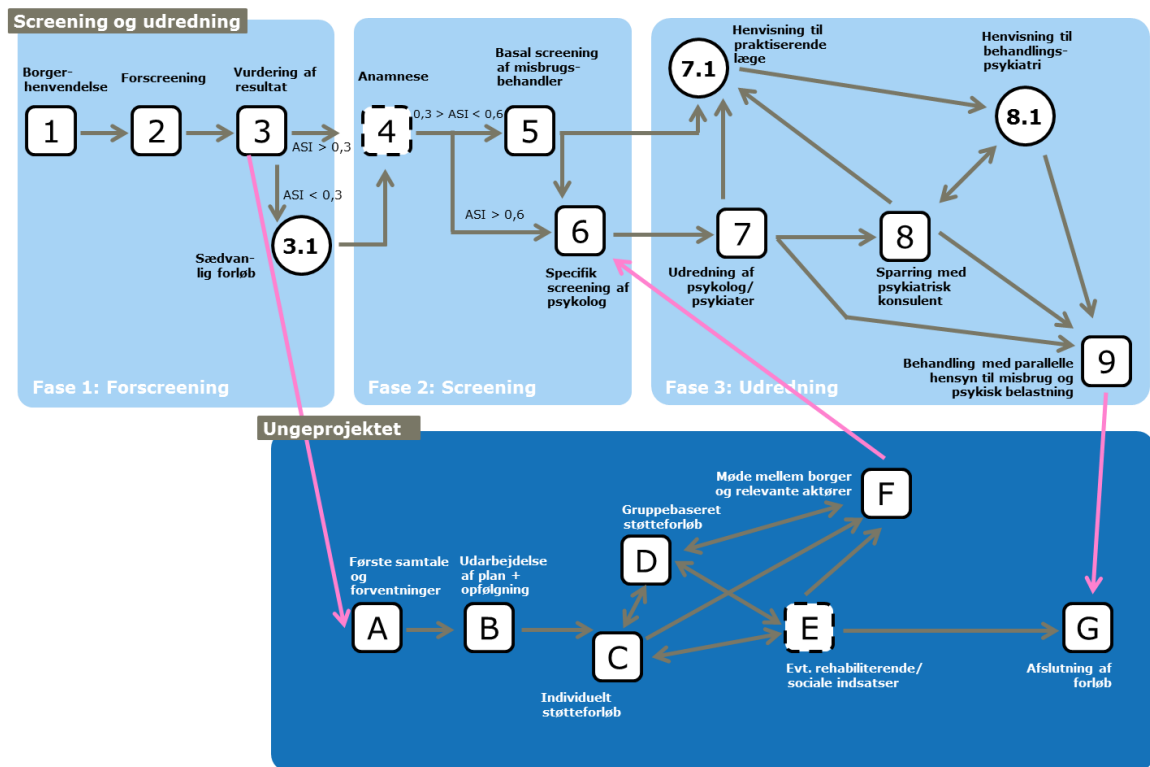 Screening og udredning
Borger-
henvendelse
Forscreening
Vurdering af
resultat
1
2
3
ASI > 0,3
ASI < 0,3
3.1
Sædvan-
lig forløb
Fase 1: Forscreening
Anamnese
4
0,3 > ASI < 0,6
Basal screening
af misbrugs-
behandler
5
ASI > 0,6
6
Specifik
screening af
psykolog
Fase 2: Screening
Henvisning til
praktiserende
læge
7.1
Henvisning til
behandlings-
psykiatri
8.1
7
Udredning af
psykolog/
psykiater
8
Sparring med
psykiatrisk
konsulent
9
Behandling med parallelle
hensyn til misbrug og
psykisk belastning
Fase 3: Udredning
Ungeprojektet
Møde mellem borger
og relevante aktører
F
Gruppebaseret
støtteforløb
D
Første samtale
og
forventninger
A
Udarbejdelse
af plan +
opfølgning
B
C
Individuelt
støtteforløb
E
Evt. rehabiliterende/
sociale indsatser
G
Afslutning af
forløb